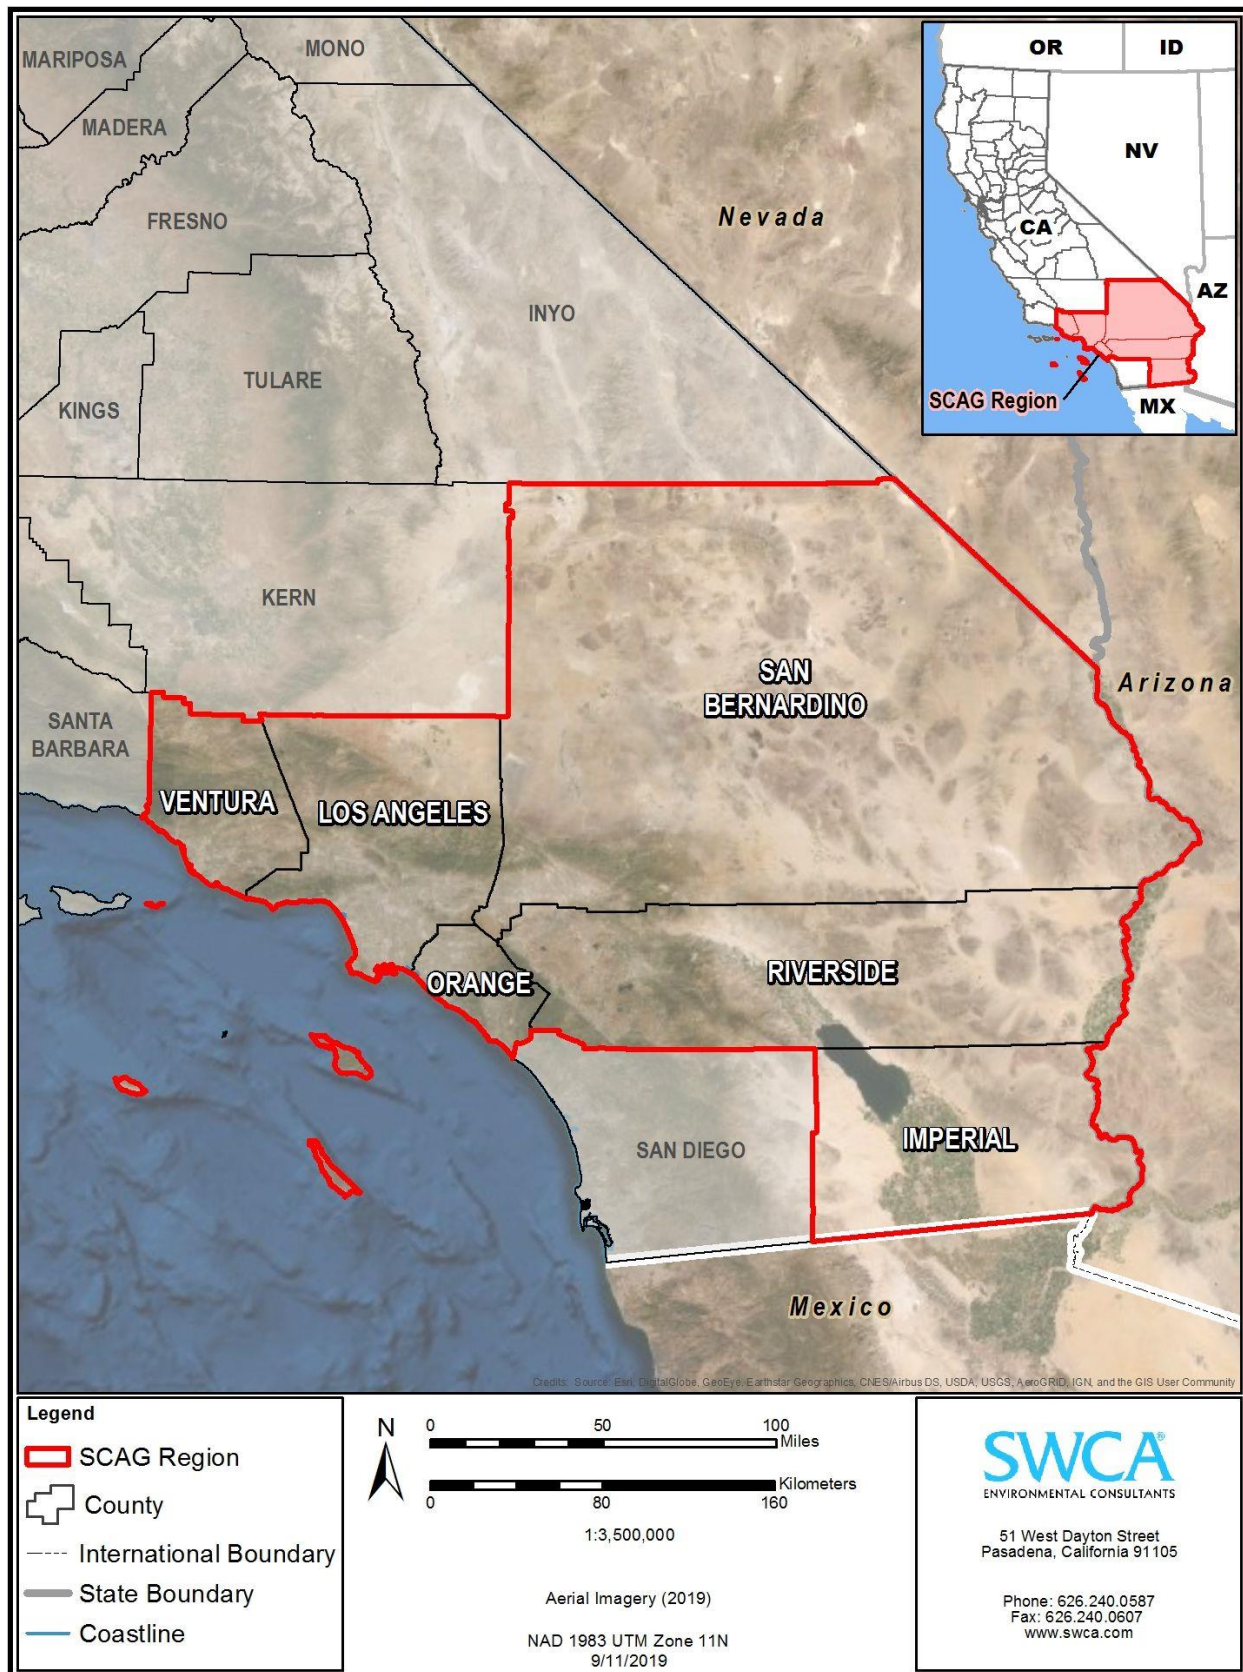 MONO
MARIPOSA
MADERA
FRESNO
Nevada
INYO
TULARE
KINGS
KERN
SAN
BERNARDINO
Arizona
SANTA
BARBARA
VENTURA
LOS ANGELES
ORANGE
RIVERSIDE
IMPERIAL
SAN DIEGO
Mexico
OR
ID
NV
CA
AZ
SCAG Region
MX
Credits: Source: Esri, DigitalGlobe, GeoEye, Earthstar Geographics, CNES/Airbus DS, USDA, USGS, AeroGRID, IGN, and the GIS User Community
Legend
SCAG Region
County
International Boundary
State Boundary
Coastline
N
0 50 100
Miles
Kilometers
0 80 160
1:3,500,000
Aerial Imagery (2019)
NAD 1983 UTM Zone 11N
9/11/2019
SWCA®
ENVIRONMENTAL CONSULTANTS
51 West Dayton Street
Pasadena, California 91105
Phone: 626.240.0587
Fax: 626.240.0607
www.swca.com